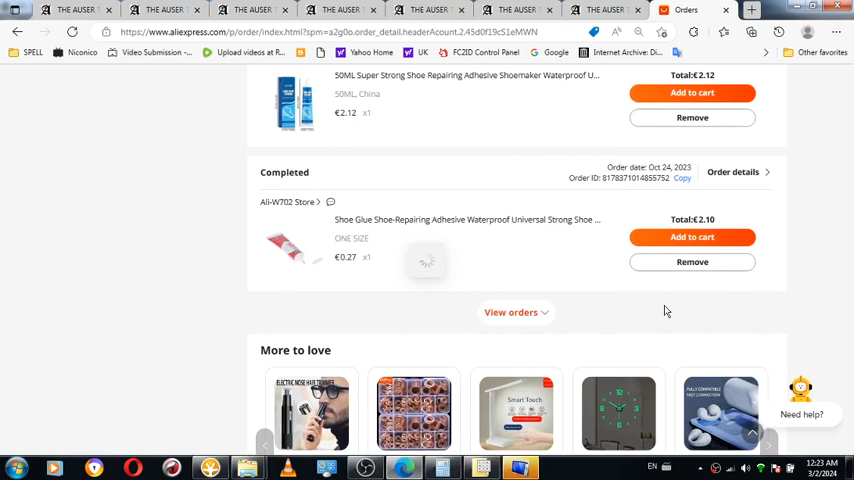 THE AUSER T
THE AUSER T
THE AUSER T
THE AUSER T
THE AUSER T
THE AUSER T
THE AUSER T
Orders
https://www.aliexpress.com/p/order/index.html?spm=a2g0o.order_detail.headerAcount.2.45d0f19cS1eMWN
SPELL
Niconico
Video Submission -...
Upload videos at R...
Yahoo Home
UK
FC2ID Control Panel
Google
Internet Archive: Di...
Other favorites
50ML Super Strong Shoe Repairing Adhesive Shoemaker Waterproof U...
Total:€ 2.12
50ML, China
Add to cart
€2.12 x1
Remove
Completed
Order date: Oct 24, 2023
Order ID: 8178371014855752 Copy
Order details
Ali-W702 Store
Shoe Glue Shoe-Repairing Adhesive Waterproof Universal Strong Shoe ...
Total:€ 2.10
ONE SIZE
Add to cart
€0.27 x1
Remove
View orders
More to love
ELECTRIC NOSE HAIR TRIMMER
Smart Touch
FULLY COMPATIBLE
FAST CONNECTION
Need help?
EN
12:23 AM
3/2/2024